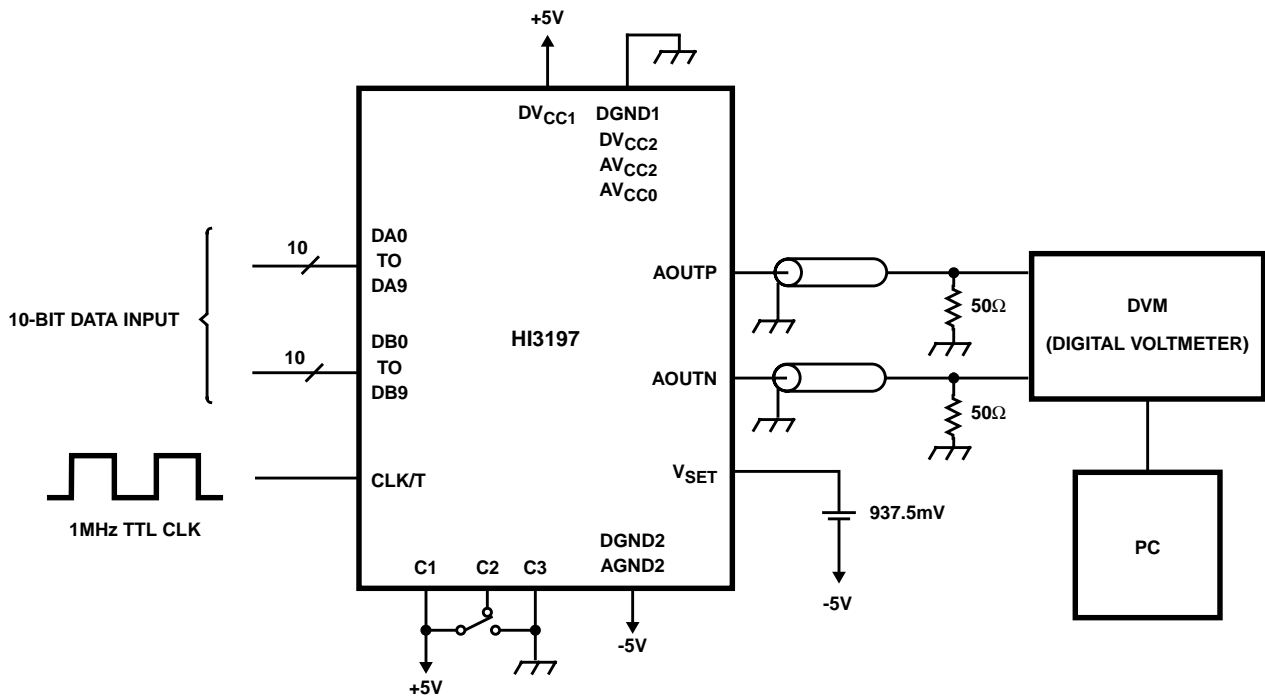 +5V
DVCC1
DGND1
DVCC2
AVCC2
AVCC0
DA0
TO
DA9
10
10-BIT DATA INPUT
DB0
TO
DB9
10
HI3197
AOUTP
50Ω
DVM
(DIGITAL VOLTMETER)
AOUTN
50Ω
CLK/T
1MHz TTL CLK
VSET
937.5mV
-5V
PC
C1
C2
C3
DGND2
AGND2
-5V
+5V